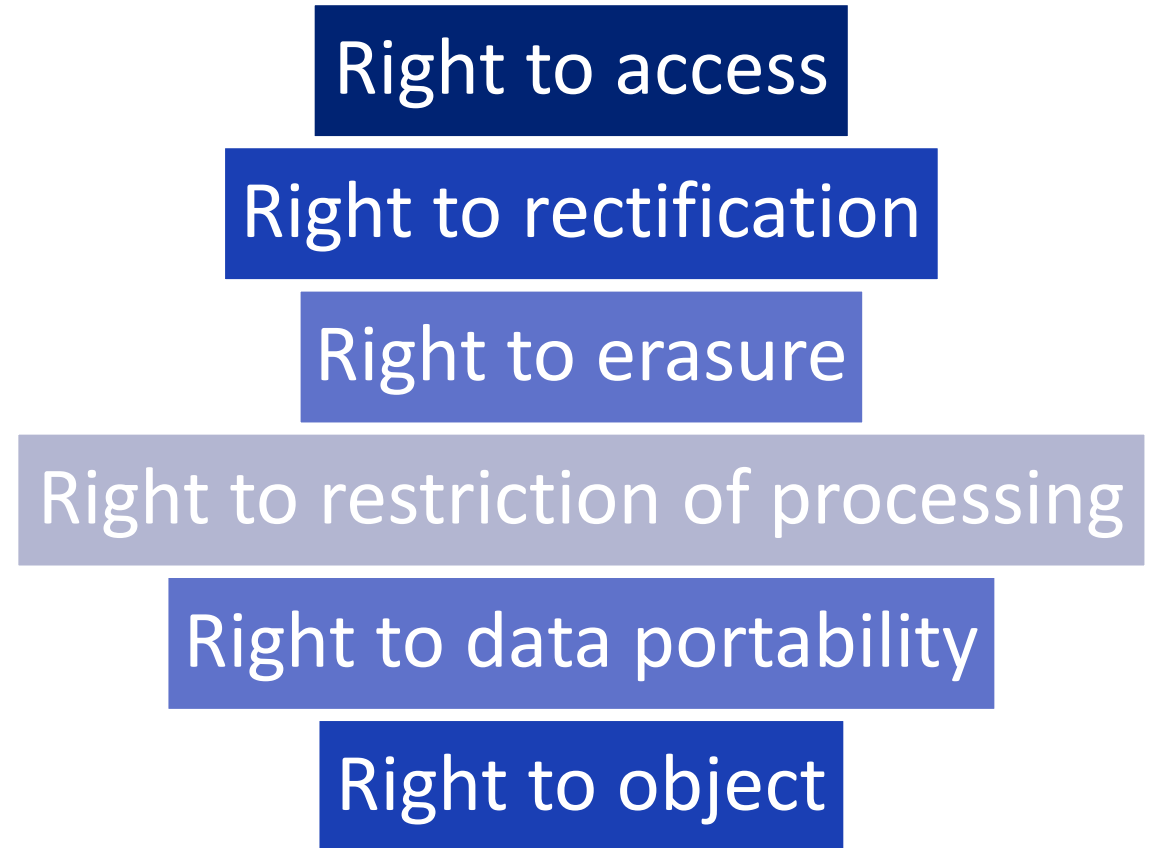 Right to access
Right to rectification
Right to erasure
Right to restriction of processing
Right to data portability
Right to object